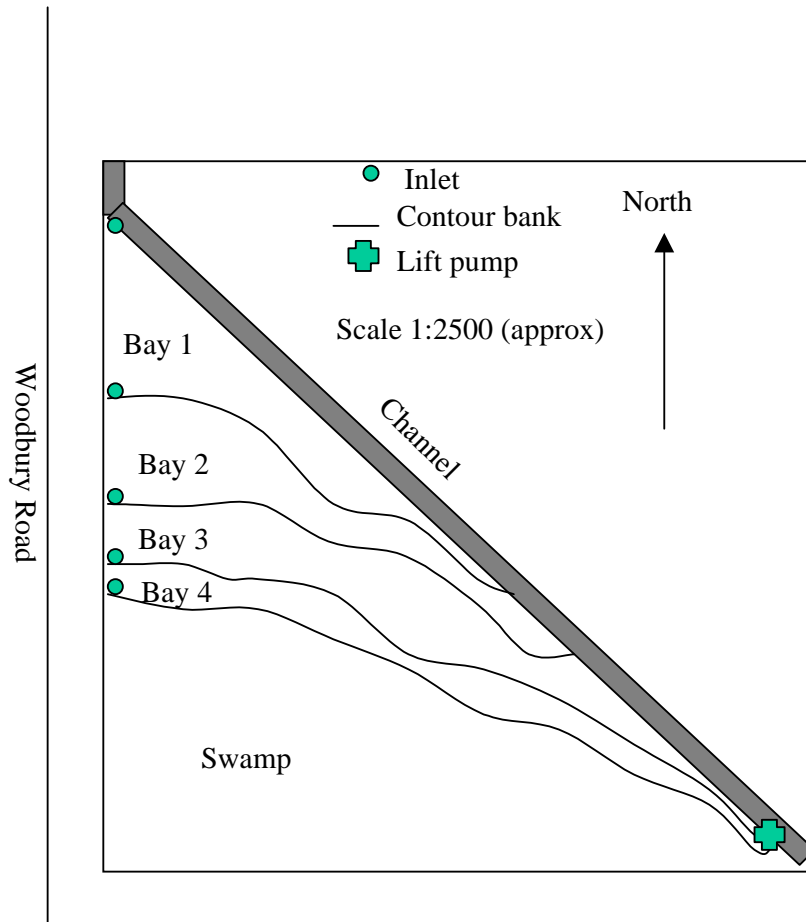 Inlet
North
Contour bank
Lift pump
Scale 1:2500 (approx)
Bay 1
Woodbury Road
Channel
Bay 2
Bay 3
Bay 4
Swamp